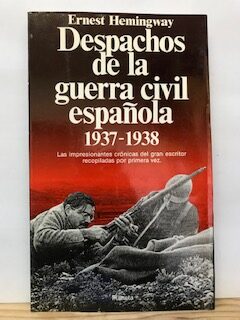 Ernest Hemingway
Despachos
de la
guerra civil
española
1937-1938
Las impresionantes crónicas del gran escritor
recopiladas por primera vez.
Planeta